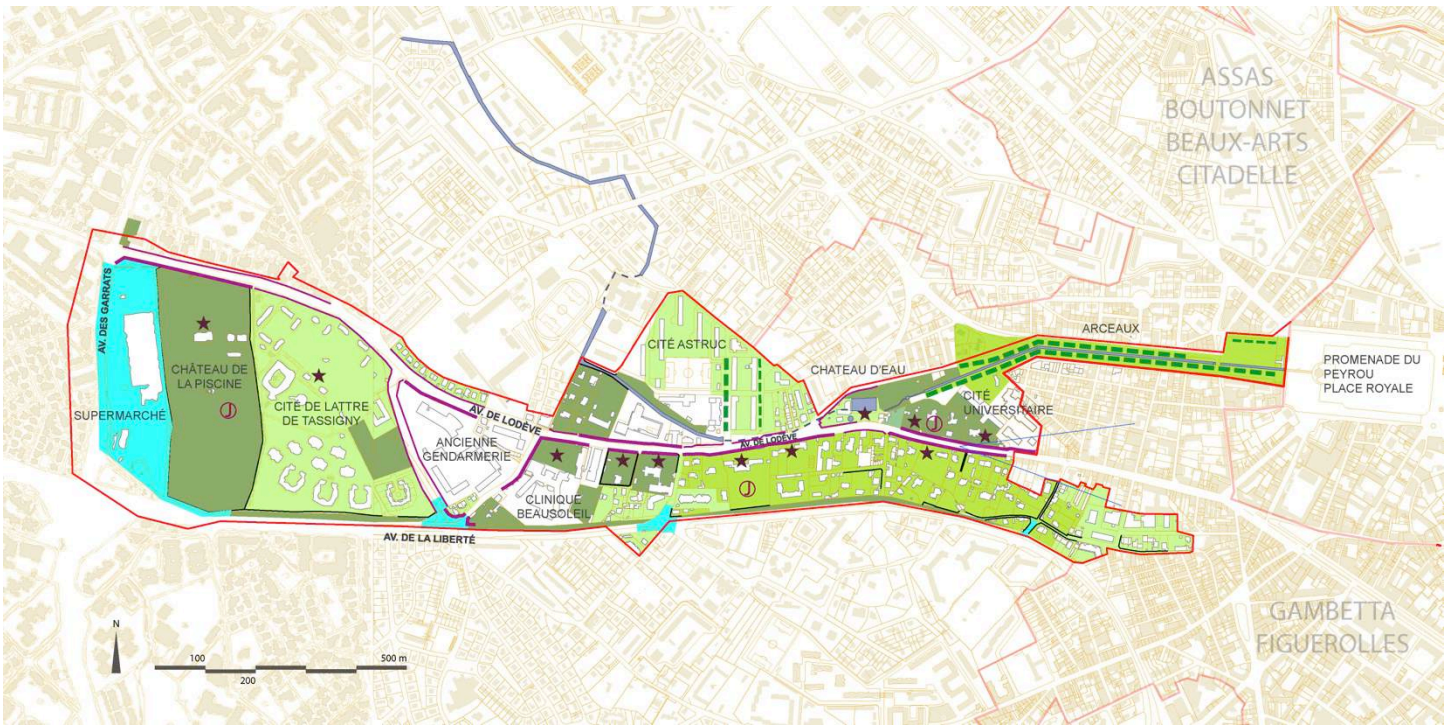 ASSAS
BOUTONNET
BEAUX-ARTS
CITADELLE
AV. DES GARRATS
CHÂTEAU DE
LA PISCINE
SUPERMARCHÉ
CITÉ DE LATTRE
DE TASSIGNY
AV. DE LODÈVE
ANCIENNE
GENDARMERIE
CLINIQUE
BEAUSOLEIL
AV. DE LA LIBERTÉ
CITÉ ASTRUC
CHATEAU D'EAU
AV. DE LODÈVE
CITÉ
UNIVERSITAIRE
ARCEAUX
PROMENADE DU
PEYROU
PLACE ROYALE
J
J
J
GAMBETTA
FIGUEROLLES
N
100
500 m
200